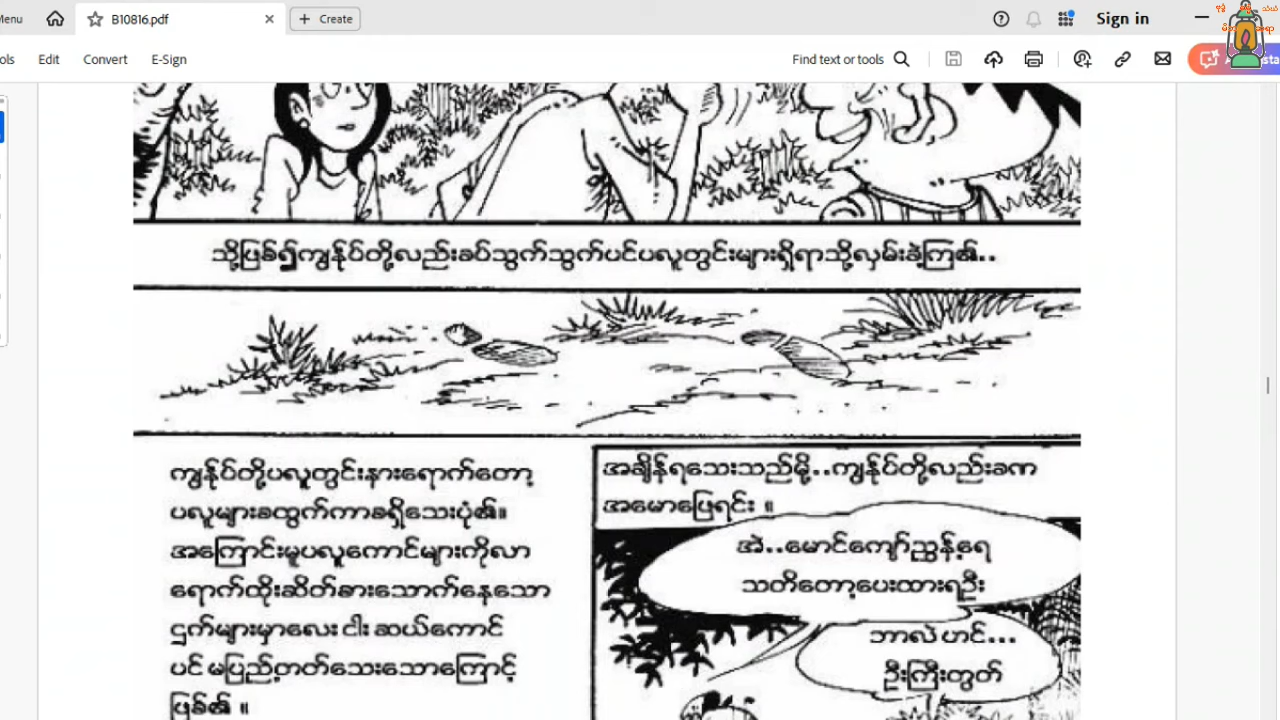 Menu
B10816.pdf
+ Create
Sign in
ols Edit Convert E-Sign
Find text or tools
သို့ဖြစ်၍ကျွန်ုပ်တို့လည်းခပ်သွက်သွက်ပင်ပလူတွင်းများရှိရာသို့လှမ်းခဲ့ကြ၏..
ကျွန်ုပ်တို့ပလူတွင်းနားရောက်တော့
ပလူများခထွက်ကာခရှိသေးပုံ၏။
အကြောင်းမူပလူကောင်များကိုလာ
ရောက်ထိုးဆိတ်ခားသောက်နေသော
ငှက်များမှာလေး ငါး ဆယ်ကောင်
ပင် မပြည့်တတ်သေးသောကြောင့်
ဖြစ်၏ ။
အချိန်ရသေးသည်မို့..ကျွန်ုပ်တို့လည်းခဏ
အမောဖြေရင်း ။
အဲ..မောင်ကျော်ညွှန့်ရေ
သတိတော့ပေးထားရဦး
ဘာလဲ ဟင်...
ဦးကြီးတွတ်